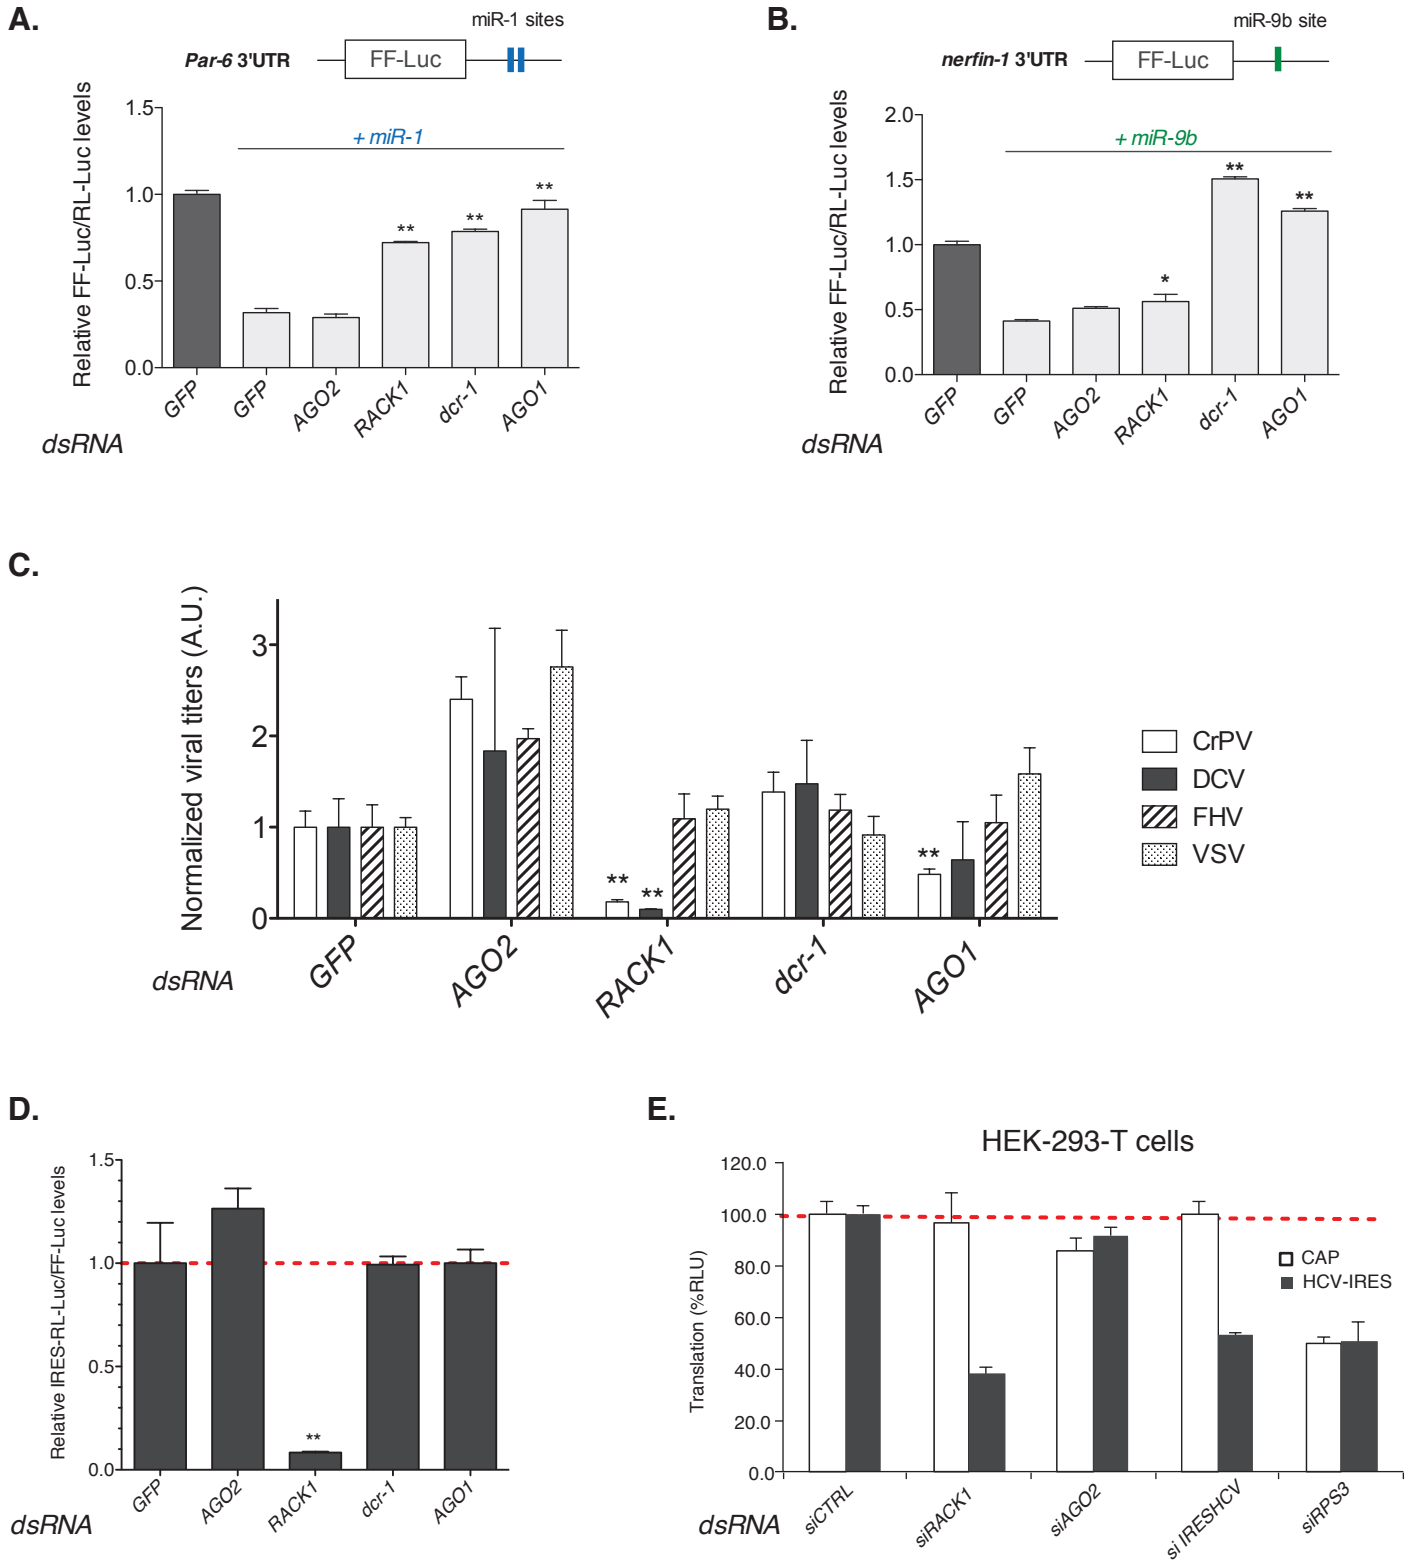 A.
miR-1 sites
Par-6 3'UTR
FF-Luc
Relative FF-Luc/RL-Luc levels
1.5
1.0
0.5
0.0
+ miR-1
**
**
**
GFP
GFP
AGO2
RACK1
dcr-1
AGO1
dsRNA
B.
miR-9b site
nerfin-1 3'UTR
FF-Luc
Relative FF-Luc/RL-Luc levels
2.0
1.5
1.0
0.5
0.0
+ miR-9b
*
**
**
GFP
GFP
AGO2
RACK1
dcr-1
AGO1
dsRNA
C.
Normalized viral titers (A.U.)
3
2
1
0
**
**
**
GFP
AGO2
RACK1
dcr-1
AGO1
dsRNA
CrPV
DCV
FHV
VSV
D.
Relative IRES-RL-Luc/FF-Luc levels
1.5
1.0
0.5
0.0
**
GFP
AGO2
RACK1
dcr-1
AGO1
dsRNA
E.
HEK-293-T cells
Translation (%RLU)
120.0
100.0
80.0
60.0
40.0
20.0
0.0
CAP
HCV-IRES
siCTRL
siRACK1
siAGO2
si IRESHCV
siRPS3
dsRNA